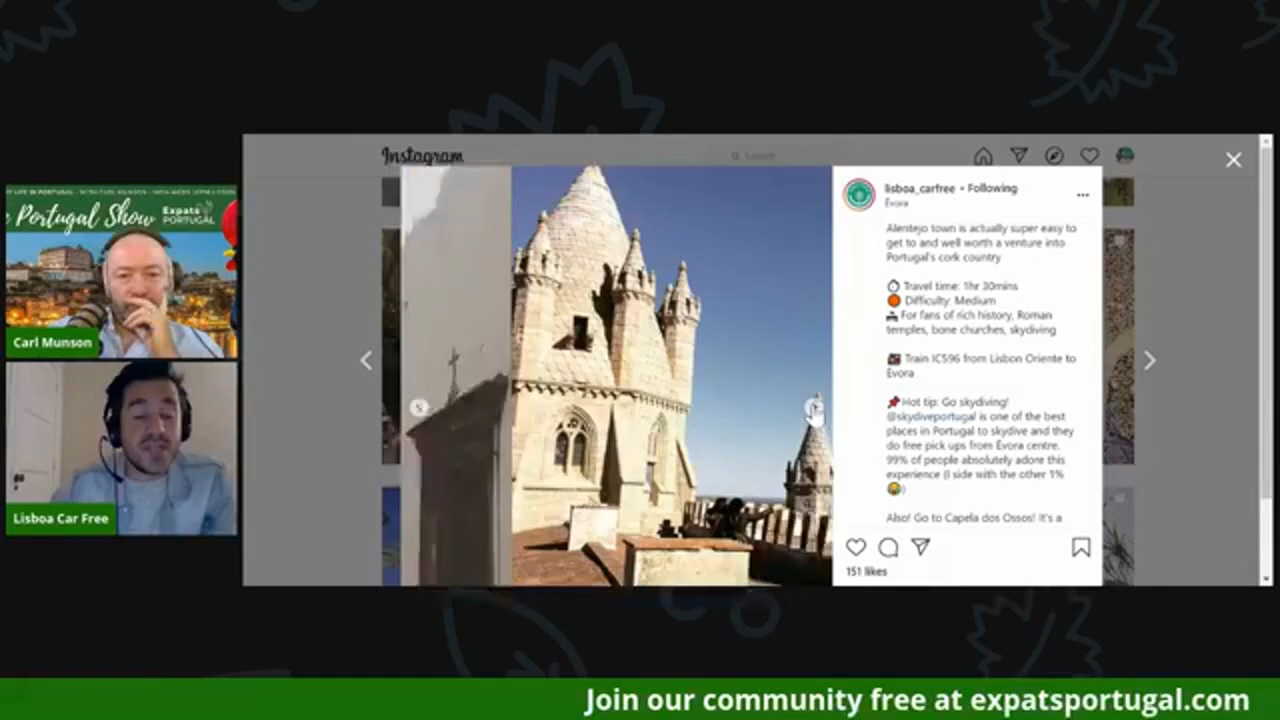 Portugal Show
Expats
PORTUGAL
Carl Munson
Lisboa Car Free
Instagram
Search
lisboa_carfree • Following
Évora
Alentejo town is actually super easy to
get to and well worth a venture into
Portugal's cork country
Travel time: 1hr 30mins
Difficulty: Medium
For fans of rich history, Roman
temples, bone churches, skydiving
Train IC596 from Lisbon Oriente to
Évora
Hot tip: Go skydiving!
@skydiveportugal is one of the best
places in Portugal to skydive and they
do free pick ups from Évora centre.
99% of people absolutely adore this
experience (I side with the other 1%
)
Also! Go to Capela dos Ossos! It's a
151 likes
Join our community free at expatsportugal.com